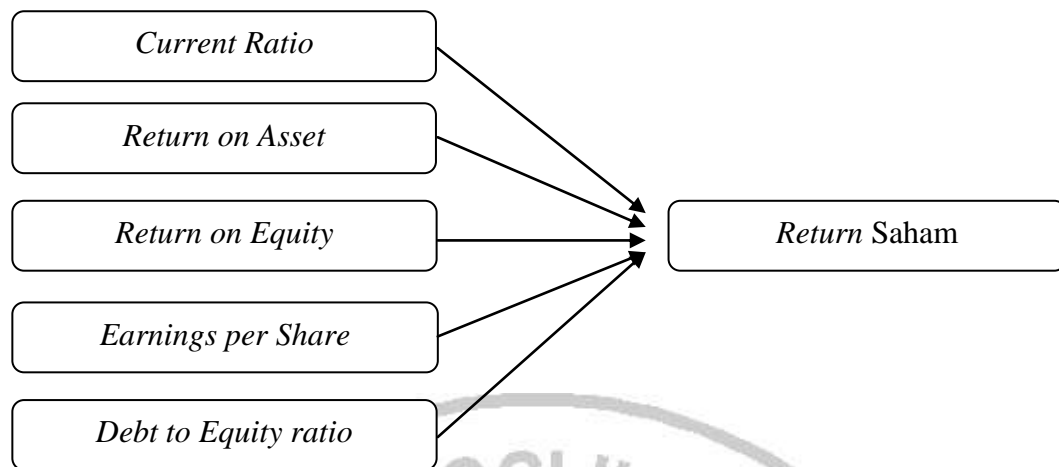 Current Ratio
Return on Asset
Return on Equity
Return Saham
Earnings per Share
Debt to Equity ratio